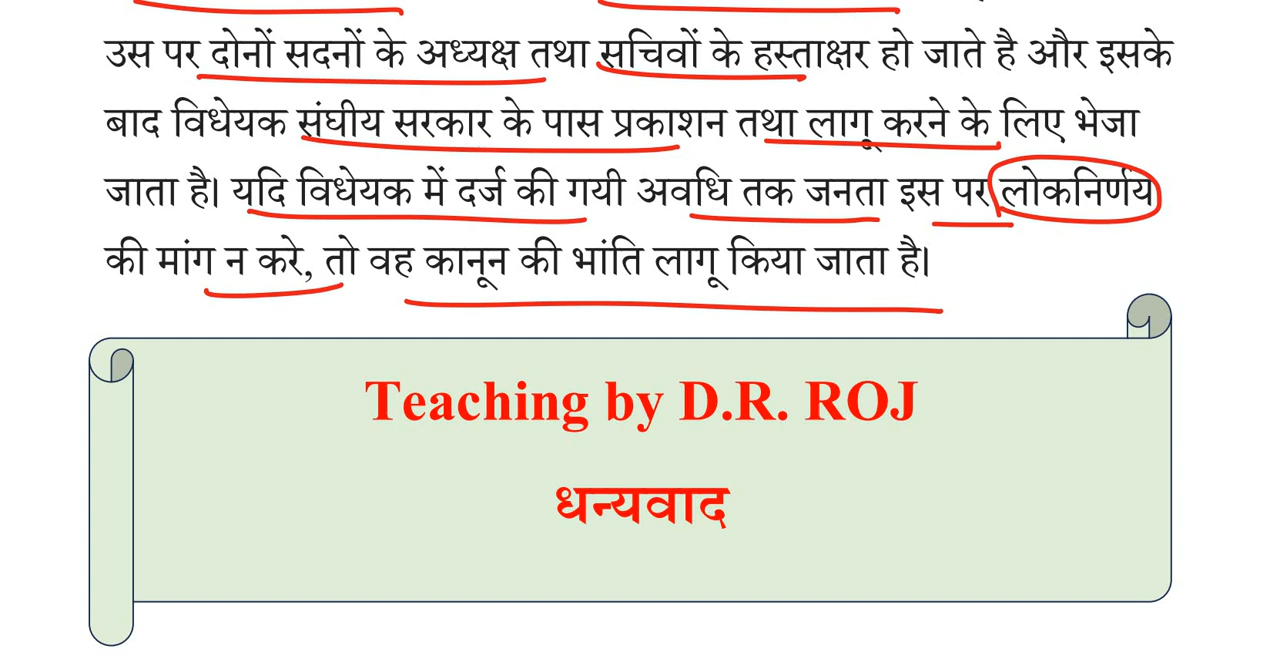 उस पर दोनों सदनों के अध्यक्ष तथा सचिवों के हस्ताक्षर हो जाते है और इसके
बाद विधेयक संघीय सरकार के पास प्रकाशन तथा लागू करने के लिए भेजा
जाता है। यदि विधेयक में दर्ज की गयी अवधि तक जनता इस पर लोकनिर्णय
की मांग न करे, तो वह कानून की भांति लागू किया जाता है।
Teaching by D.R. ROJ
धन्यवाद